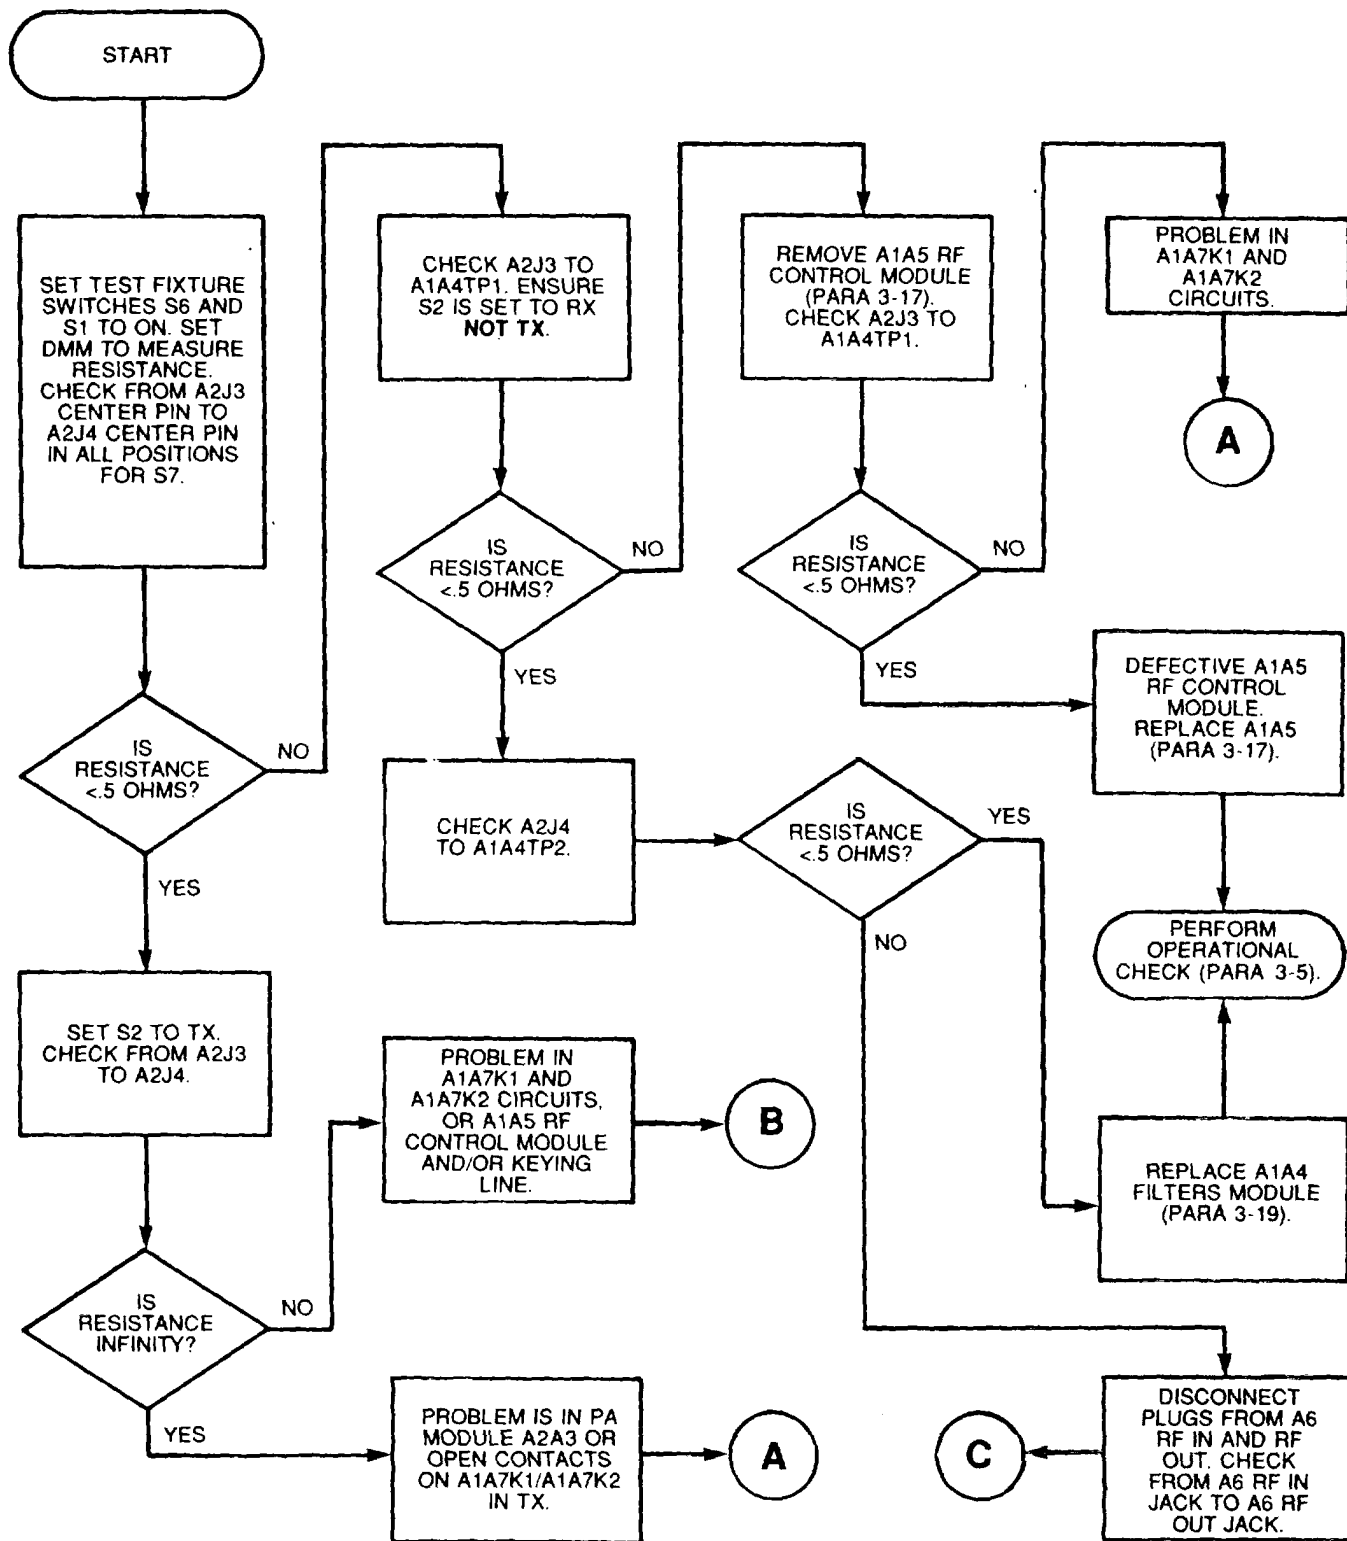 START
SET TEST FIXTURE
SWITCHES S6 AND
S1 TO ON. SET
DMM TO MEASURE
RESISTANCE.
CHECK FROM A2J3
CENTER PIN TO
A2J4 CENTER PIN
IN ALL POSITIONS
FOR S7.
IS
RESISTANCE
<.5 OHMS?
NO
YES
SET S2 TO TX.
CHECK FROM A2J3
TO A2J4.
IS
RESISTANCE
INFINITY?
NO
YES
CHECK A2J3 TO
A1A4TP1. ENSURE
S2 IS SET TO RX
NOT TX.
IS
RESISTANCE
<.5 OHMS?
NO
YES
CHECK A2J4
TO A1A4TP2.
PROBLEM IN
A1A7K1 AND
A1A7K2 CIRCUITS,
OR A1A5 RF
CONTROL MODULE
AND/OR KEYING
LINE.
B
PROBLEM IS IN PA
MODULE A2A3 OR
OPEN CONTACTS
ON A1A7K1/A1A7K2
IN TX.
A
REMOVE A1A5 RF
CONTROL MODULE
(PARA 3-17).
CHECK A2J3 TO
A1A4TP1.
IS
RESISTANCE
<.5 OHMS?
NO
YES
IS
RESISTANCE
<.5 OHMS?
YES
NO
PROBLEM IN
A1A7K1 AND
A1A7K2
CIRCUITS.
A
DEFECTIVE A1A5
RF CONTROL
MODULE.
REPLACE A1A5
(PARA 3-17).
PERFORM
OPERATIONAL
CHECK (PARA 3-5).
REPLACE A1A4
FILTERS MODULE
(PARA 3-19).
DISCONNECT
PLUGS FROM A6
RF IN AND RF
OUT. CHECK
FROM A6 RF IN
JACK TO A6 RF
OUT JACK.
C